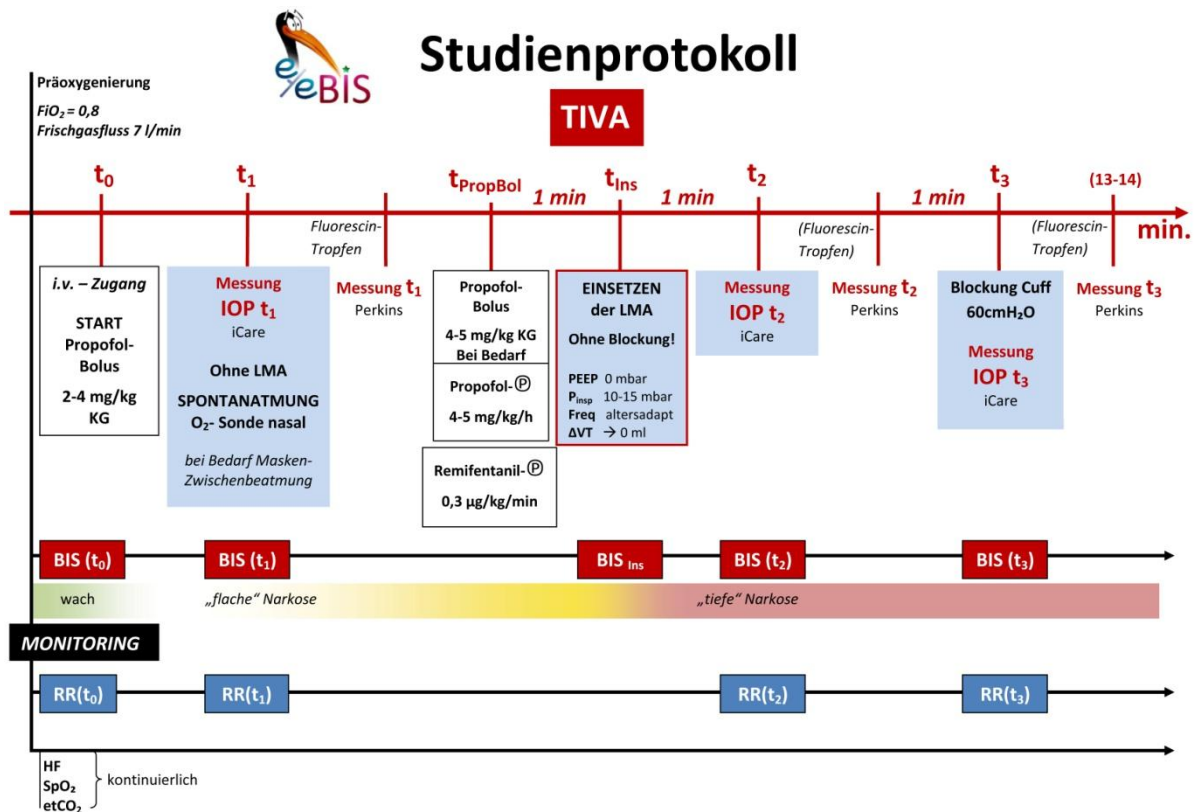 eyeBIS
Studienprotokoll
TIVA
Präoxygenierung
FiO₂ = 0,8
Frischgasfluss 7 l/min
t₀
t₁
t_PropBol
1 min
t_Ins
1 min
t₂
1 min
t₃
(13-14)
min.
Fluorescin-
Tropfen
(Fluorescin-
Tropfen)
(Fluorescin-
Tropfen)
i.v. – Zugang
START
Propofol-
Bolus
2-4 mg/kg
KG
Messung
IOP t₁
iCare
Ohne LMA
SPONTANATMUNG
O₂- Sonde nasal
bei Bedarf Masken-
Zwischenbeatmung
Messung t₁
Perkins
Propofol-
Bolus
4-5 mg/kg KG
Bei Bedarf
Propofol-Ⓟ
4-5 mg/kg/h
Remifentanil-Ⓟ
0,3 µg/kg/min
EINSETZEN
der LMA
Ohne Blockung!
PEEP 0 mbar
P_insp 10-15 mbar
Freq altersadapt
ΔVT → 0 ml
Messung
IOP t₂
iCare
Messung t₂
Perkins
Blockung Cuff
60cmH₂O
Messung
IOP t₃
iCare
Messung t₃
Perkins
BIS (t₀)
BIS (t₁)
BIS Ins
BIS (t₂)
BIS (t₃)
wach
„flache“ Narkose
„tiefe“ Narkose
MONITORING
RR(t₀)
RR(t₁)
RR(t₂)
RR(t₃)
HF
SpO₂
etCO₂
kontinuierlich